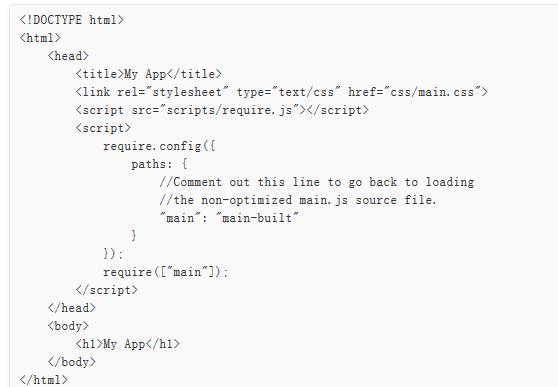 <!DOCTYPE html>
<html>
    <head>
        <title>My App</title>
        <link rel="stylesheet" type="text/css" href="css/main.css">
        <script src="scripts/require.js"></script>
        <script>
            require.config({
                paths: {
                    //Comment out this line to go back to loading
                    //the non-optimized main.js source file.
                    "main": "main-built"
                }
            });
            require(["main"]);
        </script>
    </head>
    <body>
        <h1>My App</h1>
    </body>
</html>